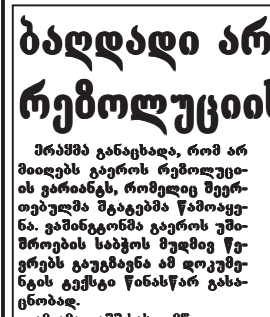 ბაღდადი არ
რეზოლუციის
ერაყმა განაცხადა, რომ არ
მიიღებს გაეროს რეზოლუცი-
ის ვარიანტს, რომელიც შეერ-
თებულმა შტატებმა წამოაყე-
ნა. ვაშინგტონმა გაეროს უში-
შროების საბჭოს მუდმივ წე-
ვრებს გაუგზავნა ამ დოკუმე-
ნტის ტექსტი წინასწარ გასა-
ცნობად.